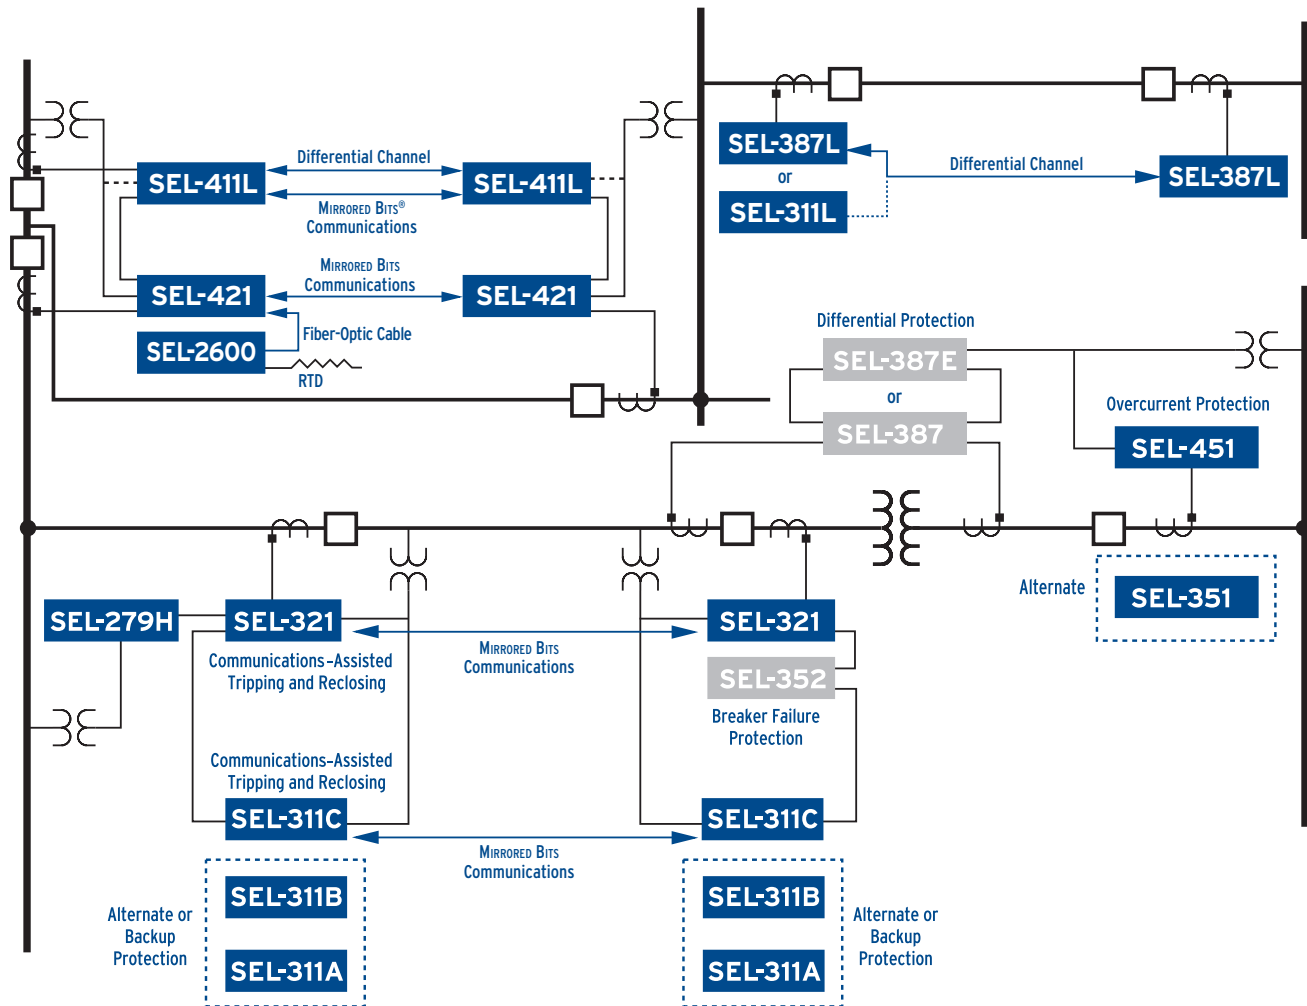 SEL-411L
Differential Channel
SEL-411L
MIRRORED BITS®
Communications
SEL-421
MIRRORED BITS
Communications
SEL-421
SEL-2600
Fiber-Optic Cable
RTD
SEL-387L
or
SEL-311L
Differential Channel
SEL-387L
Differential Protection
SEL-387E
or
SEL-387
Overcurrent Protection
SEL-451
Alternate
SEL-351
SEL-279H
SEL-321
Communications-Assisted
Tripping and Reclosing
MIRRORED BITS
Communications
SEL-321
SEL-352
Breaker Failure
Protection
Communications-Assisted
Tripping and Reclosing
SEL-311C
MIRRORED BITS
Communications
SEL-311C
Alternate or
Backup
Protection
SEL-311B
SEL-311A
SEL-311B
SEL-311A
Alternate or
Backup
Protection